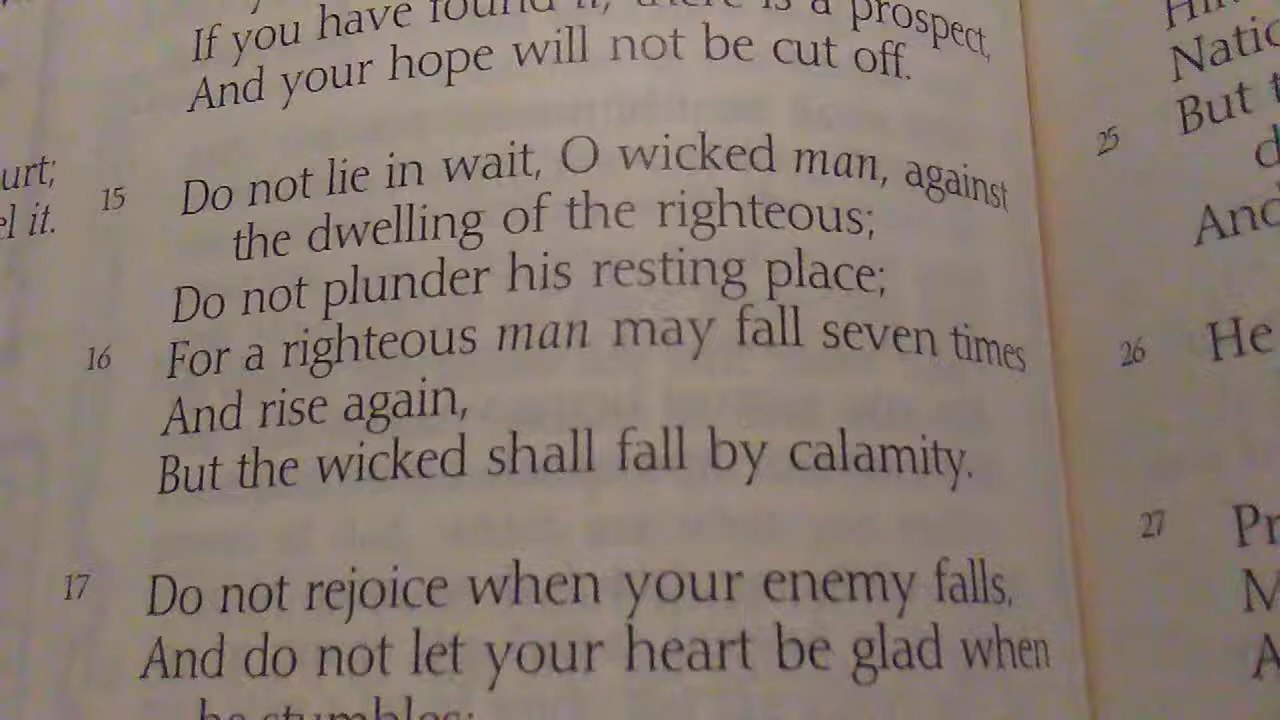 If you have found it, there is a prospect,
And your hope will not be cut off.
15 Do not lie in wait, O wicked man, against
the dwelling of the righteous;
Do not plunder his resting place;
16 For a righteous man may fall seven times
And rise again,
But the wicked shall fall by calamity.
17 Do not rejoice when your enemy falls,
And do not let your heart be glad when
he stumbles;
urt;
el it.
Natio
But t
25
d
And
26 He
27 Pr
M
A